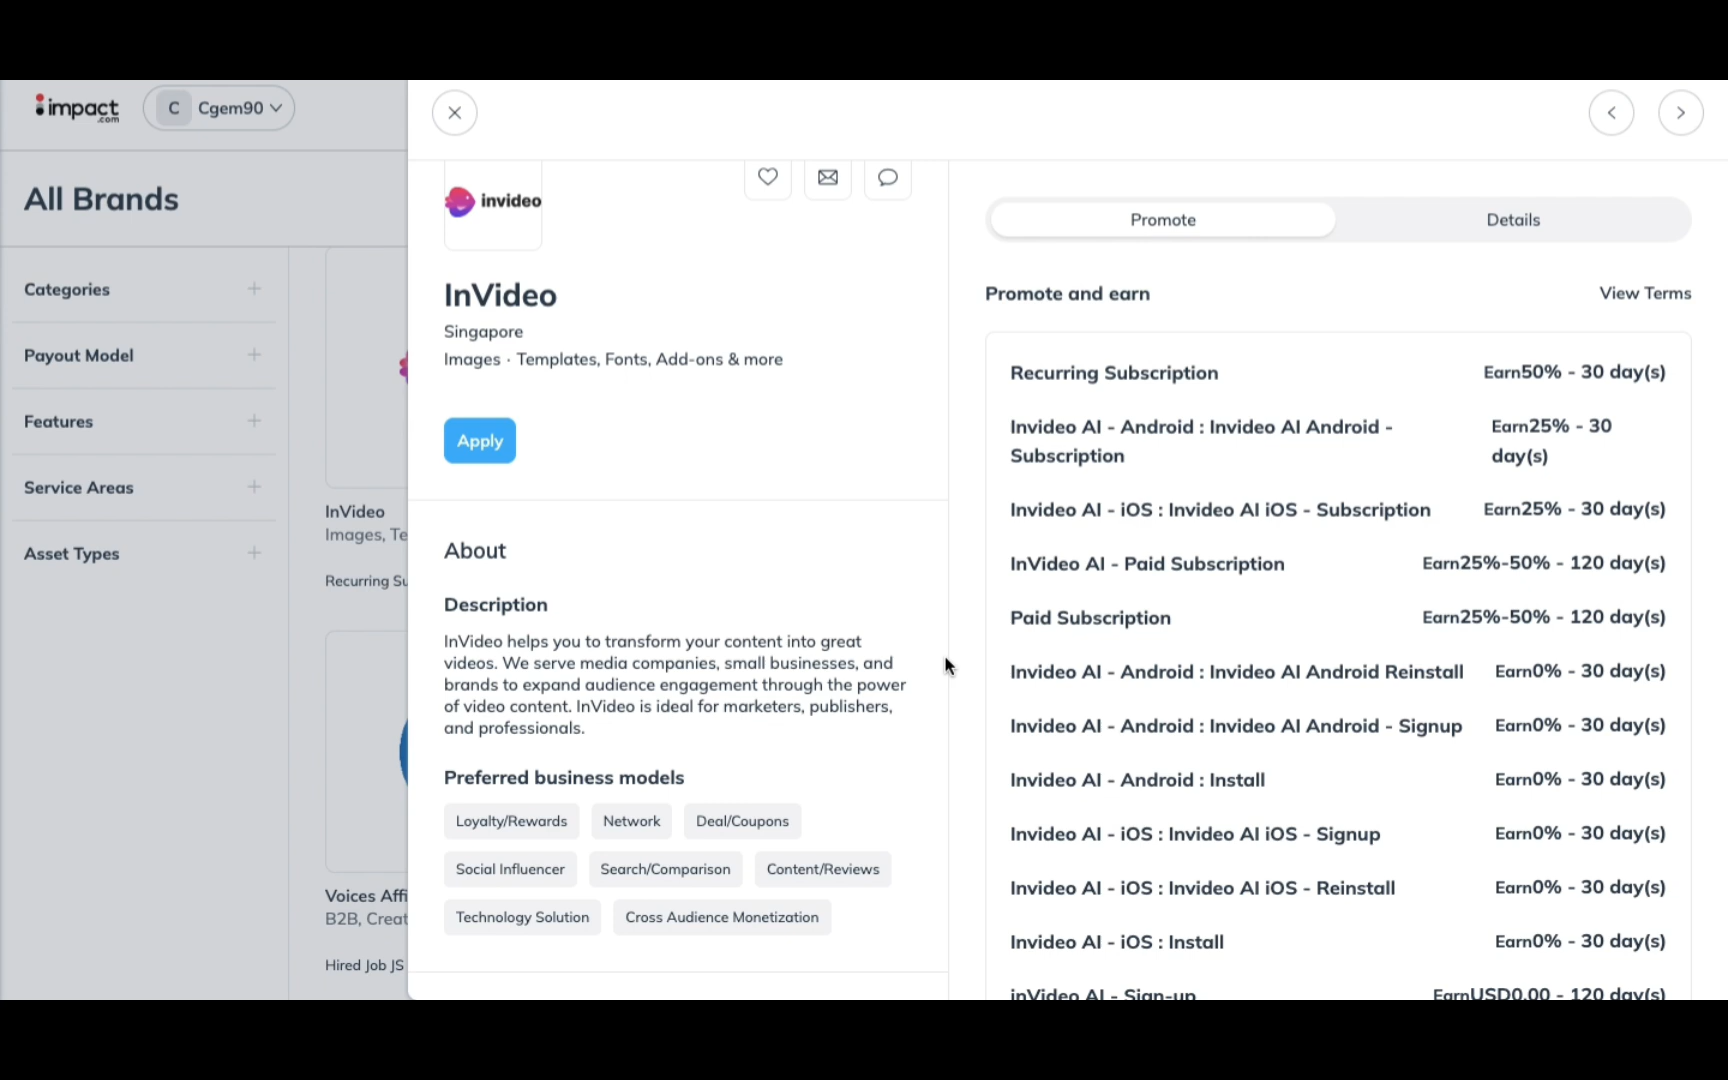 impact
.com
C Cgem90
All Brands
Categories
Payout Model
Features
Service Areas
Asset Types
InVideo
Images, Te
Recurring Su
Voices Affi
B2B, Creat
Hired Job JS
invideo
InVideo
Singapore
Images · Templates, Fonts, Add-ons & more
Apply
About
Description
InVideo helps you to transform your content into great
videos. We serve media companies, small businesses, and
brands to expand audience engagement through the power
of video content. InVideo is ideal for marketers, publishers,
and professionals.
Preferred business models
Loyalty/Rewards Network Deal/Coupons
Social Influencer Search/Comparison Content/Reviews
Technology Solution Cross Audience Monetization
Promote Details
Promote and earn View Terms
Recurring Subscription Earn50% - 30 day(s)
Invideo AI - Android : Invideo AI Android - Earn25% - 30
Subscription day(s)
Invideo AI - iOS : Invideo AI iOS - Subscription Earn25% - 30 day(s)
InVideo AI - Paid Subscription Earn25%-50% - 120 day(s)
Paid Subscription Earn25%-50% - 120 day(s)
Invideo AI - Android : Invideo AI Android Reinstall Earn0% - 30 day(s)
Invideo AI - Android : Invideo AI Android - Signup Earn0% - 30 day(s)
Invideo AI - Android : Install Earn0% - 30 day(s)
Invideo AI - iOS : Invideo AI iOS - Signup Earn0% - 30 day(s)
Invideo AI - iOS : Invideo AI iOS - Reinstall Earn0% - 30 day(s)
Invideo AI - iOS : Install Earn0% - 30 day(s)
inVideo AI - Sign-up EarnUSD0.00 - 120 day(s)